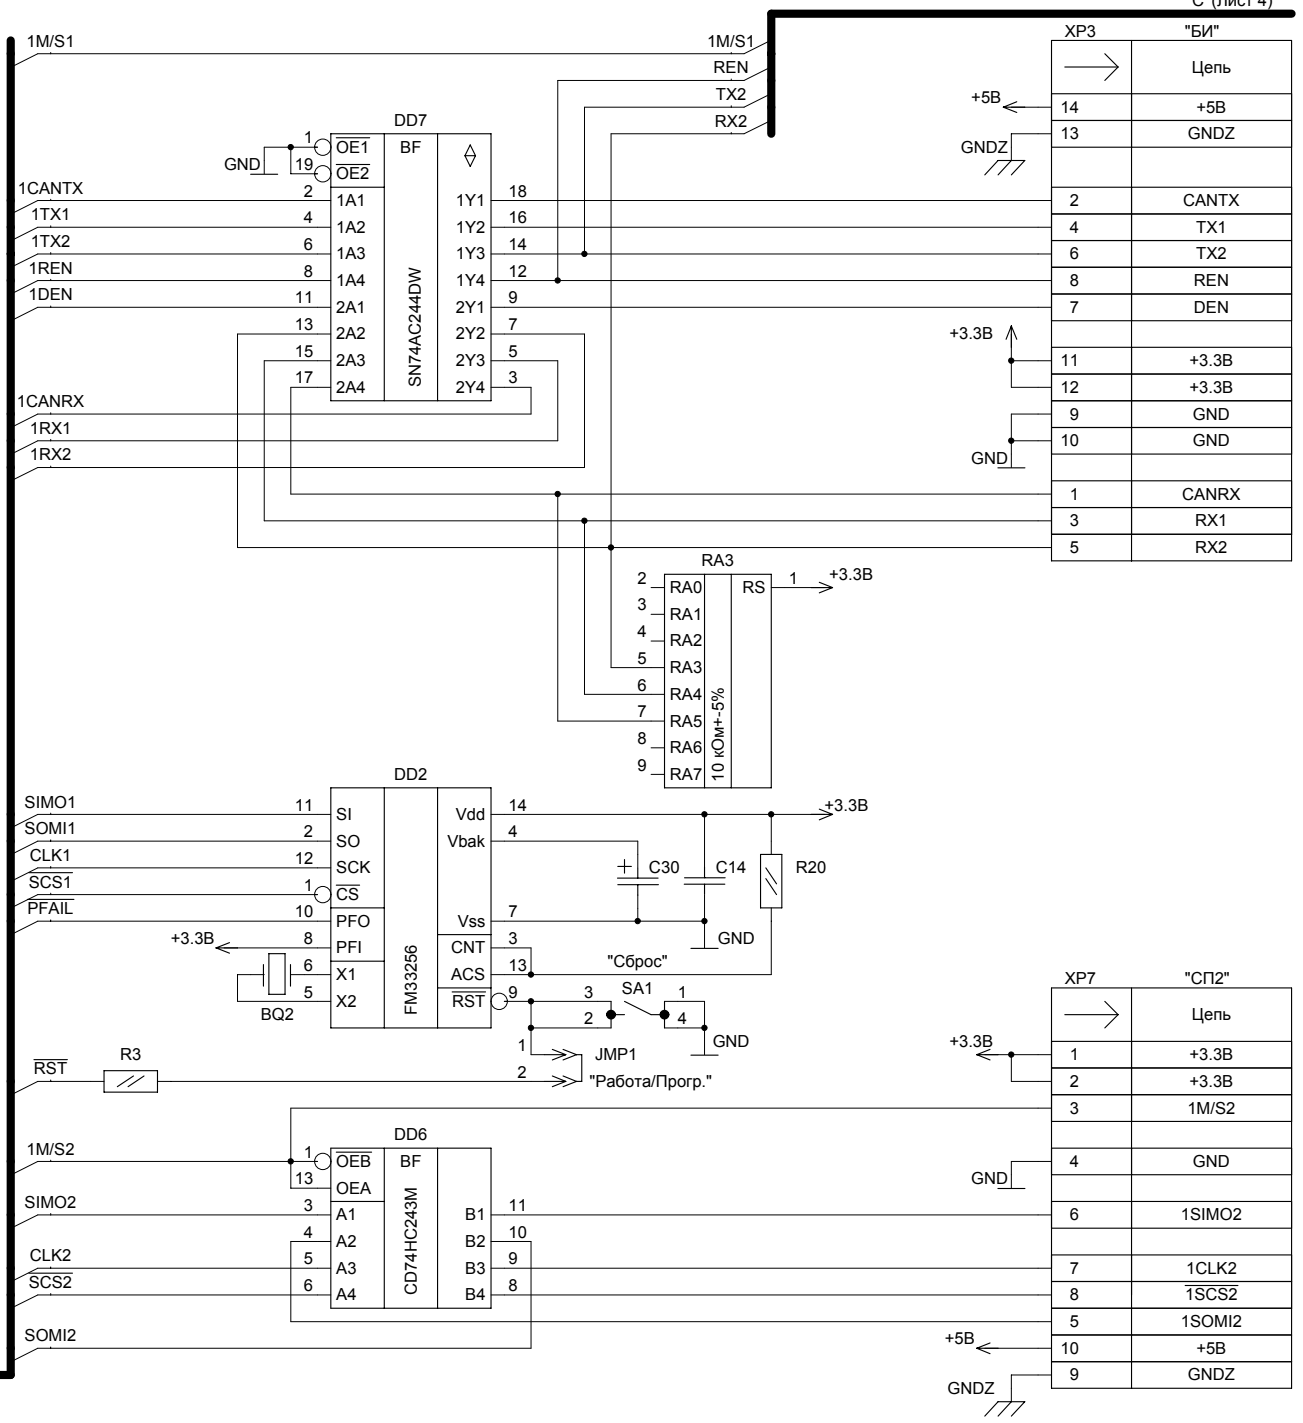 С (Лист 4)
1M/S1
1M/S1
REN
TX2
RX2
XP3 "БИ"
Цепь
+5В 14 +5В
GNDZ 13 GNDZ
2 CANTX
4 TX1
6 TX2
8 REN
7 DEN
+3.3В
11 +3.3В
12 +3.3В
9 GND
10 GND
GND
1 CANRX
3 RX1
5 RX2
DD7
BF
SN74AC244DW
GND
1 OE1
19 OE2
1CANTX 2 1A1 1Y1 18
1TX1 4 1A2 1Y2 16
1TX2 6 1A3 1Y3 14
1REN 8 1A4 1Y4 12
1DEN 11 2A1 2Y1 9
13 2A2 2Y2 7
15 2A3 2Y3 5
17 2A4 2Y4 3
1CANRX
1RX1
1RX2
RA3
2 RA0 RS 1 +3.3В
3 RA1
4 RA2
5 RA3
6 RA4
7 RA5
8 RA6
9 RA7
10 кОм+-5%
DD2
FM33256
SIMO1 11 SI Vdd 14 +3.3В
SOMI1 2 SO Vbak 4
CLK1 12 SCK
SCS1 1 CS
PFAIL 10 PFO Vss 7
+3.3В 8 PFI CNT 3
6 X1 ACS 13
5 X2 RST 9
BQ2
+ C30
C14
R20
GND
"Сброс"
SA1
3 1
2 4
GND
1 JMP1
2 "Работа/Прогр."
RST R3
XP7 "СП2"
Цепь
+3.3В
1 +3.3В
2 +3.3В
3 1M/S2
GND 4 GND
6 1SIMO2
7 1CLK2
8 1SCS2
5 1SOMI2
+5В 10 +5В
GNDZ 9 GNDZ
DD6
BF
CD74HC243M
1M/S2 1 OEB
13 OEA
SIMO2 3 A1 B1 11
4 A2 B2 10
CLK2 5 A3 B3 9
SCS2 6 A4 B4 8
SOMI2